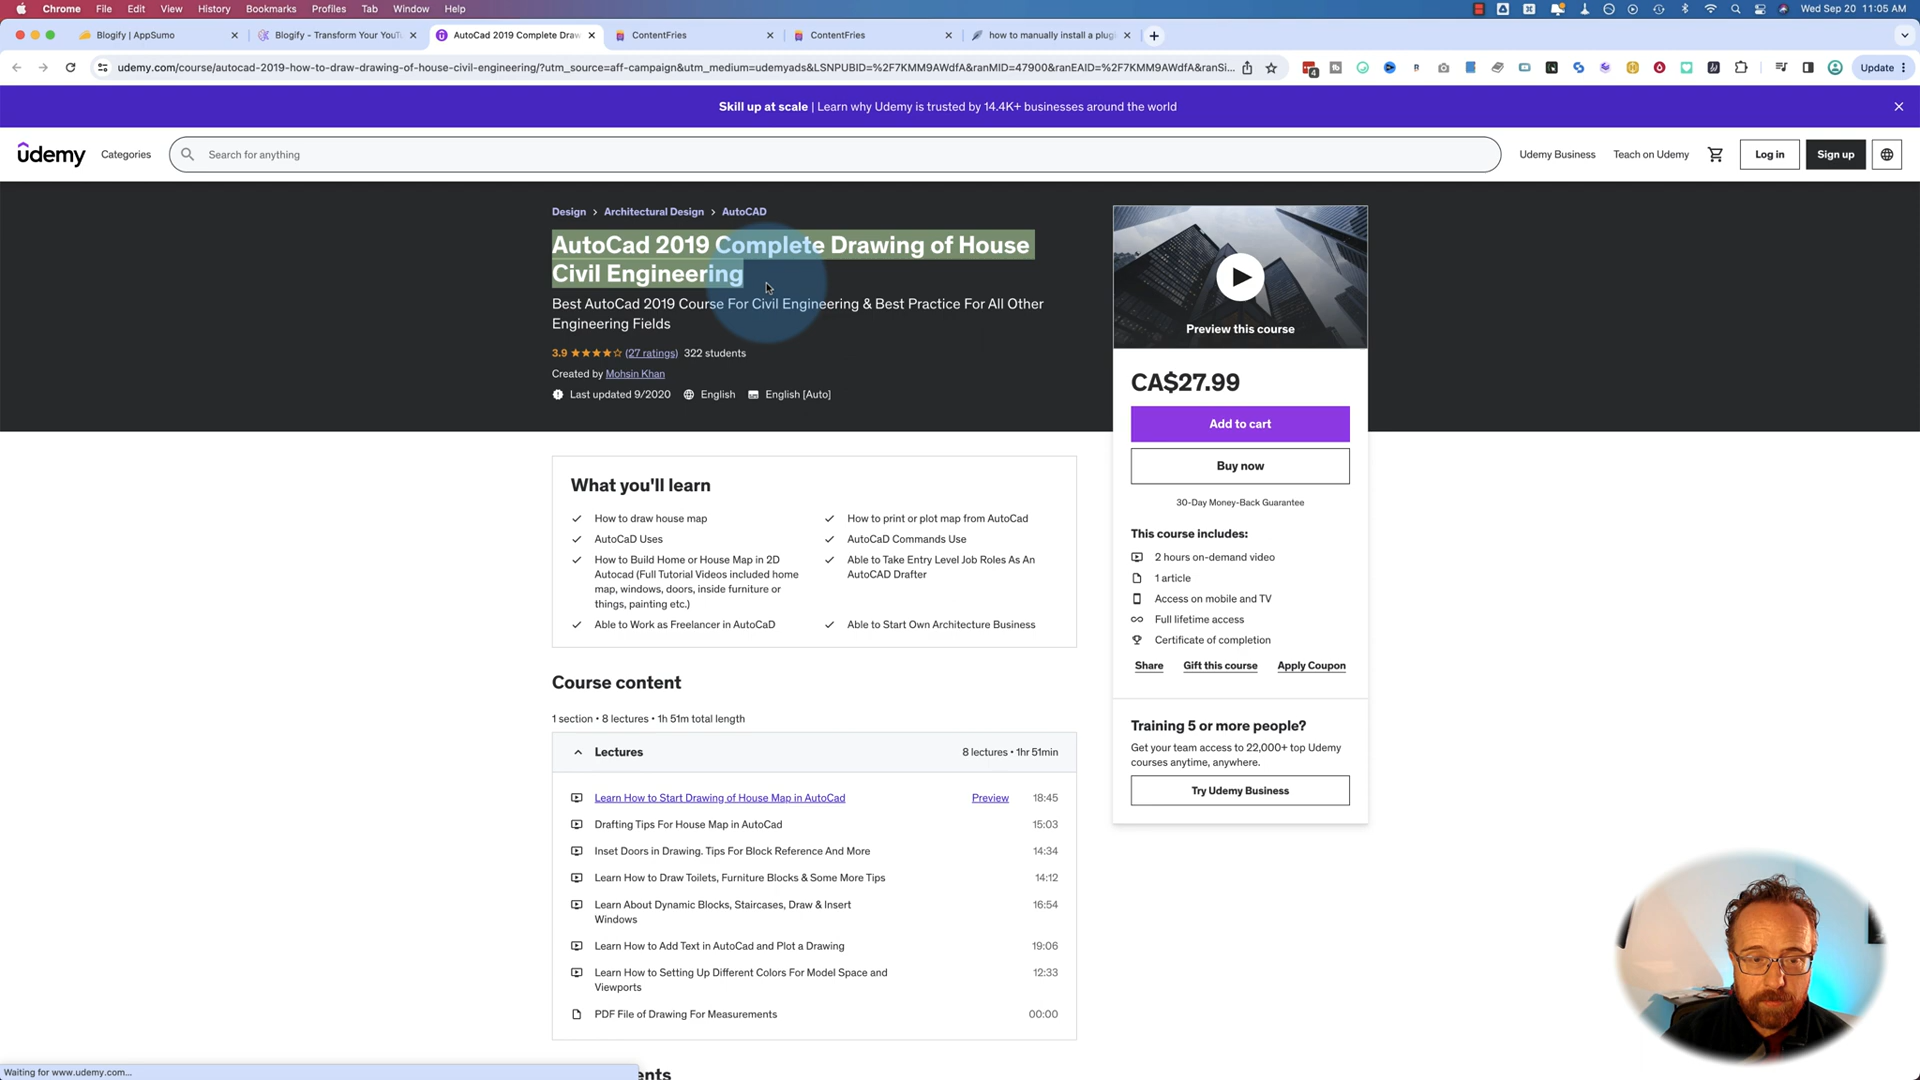 Chrome File Edit View History Bookmarks Profiles Tab Window Help
Wed Sep 20 11:05 AM
Blogify | AppSumo
Blogify - Transform Your YouTu
AutoCad 2019 Complete Draw
ContentFries
ContentFries
how to manually install a plugi
udemy.com/course/autocad-2019-how-to-draw-drawing-of-house-civil-engineering/?utm_source=aff-campaign&utm_medium=udemyads&LSNPUBID=%2F7KMM9AWdfA&ranMID=47900&ranEAID=%2F7KMM9AWdfA&ranSi...
4
Update
Skill up at scale | Learn why Udemy is trusted by 14.4K+ businesses around the world
udemy
Categories
Search for anything
Udemy Business
Teach on Udemy
Log in
Sign up
Design > Architectural Design > AutoCAD
AutoCad 2019 Complete Drawing of House
Civil Engineering
Best AutoCad 2019 Course For Civil Engineering & Best Practice For All Other
Engineering Fields
3.9 (27 ratings) 322 students
Created by Mohsin Khan
Last updated 9/2020 English English [Auto]
Preview this course
CA$27.99
Add to cart
Buy now
30-Day Money-Back Guarantee
This course includes:
2 hours on-demand video
1 article
Access on mobile and TV
Full lifetime access
Certificate of completion
Share Gift this course Apply Coupon
Training 5 or more people?
Get your team access to 22,000+ top Udemy
courses anytime, anywhere.
Try Udemy Business
What you'll learn
How to draw house map
AutoCaD Uses
How to Build Home or House Map in 2D
Autocad (Full Tutorial Videos included home
map, windows, doors, inside furniture or
things, painting etc.)
Able to Work as Freelancer in AutoCaD
How to print or plot map from AutoCad
AutoCaD Commands Use
Able to Take Entry Level Job Roles As An
AutoCAD Drafter
Able to Start Own Architecture Business
Course content
1 section • 8 lectures • 1h 51m total length
Lectures 8 lectures • 1hr 51min
Learn How to Start Drawing of House Map in AutoCad Preview 18:45
Drafting Tips For House Map in AutoCad 15:03
Inset Doors in Drawing. Tips For Block Reference And More 14:34
Learn How to Draw Toilets, Furniture Blocks & Some More Tips 14:12
Learn About Dynamic Blocks, Staircases, Draw & Insert
Windows 16:54
Learn How to Add Text in AutoCad and Plot a Drawing 19:06
Learn How to Setting Up Different Colors For Model Space and
Viewports 12:33
PDF File of Drawing For Measurements 00:00
ents
Waiting for www.udemy.com...